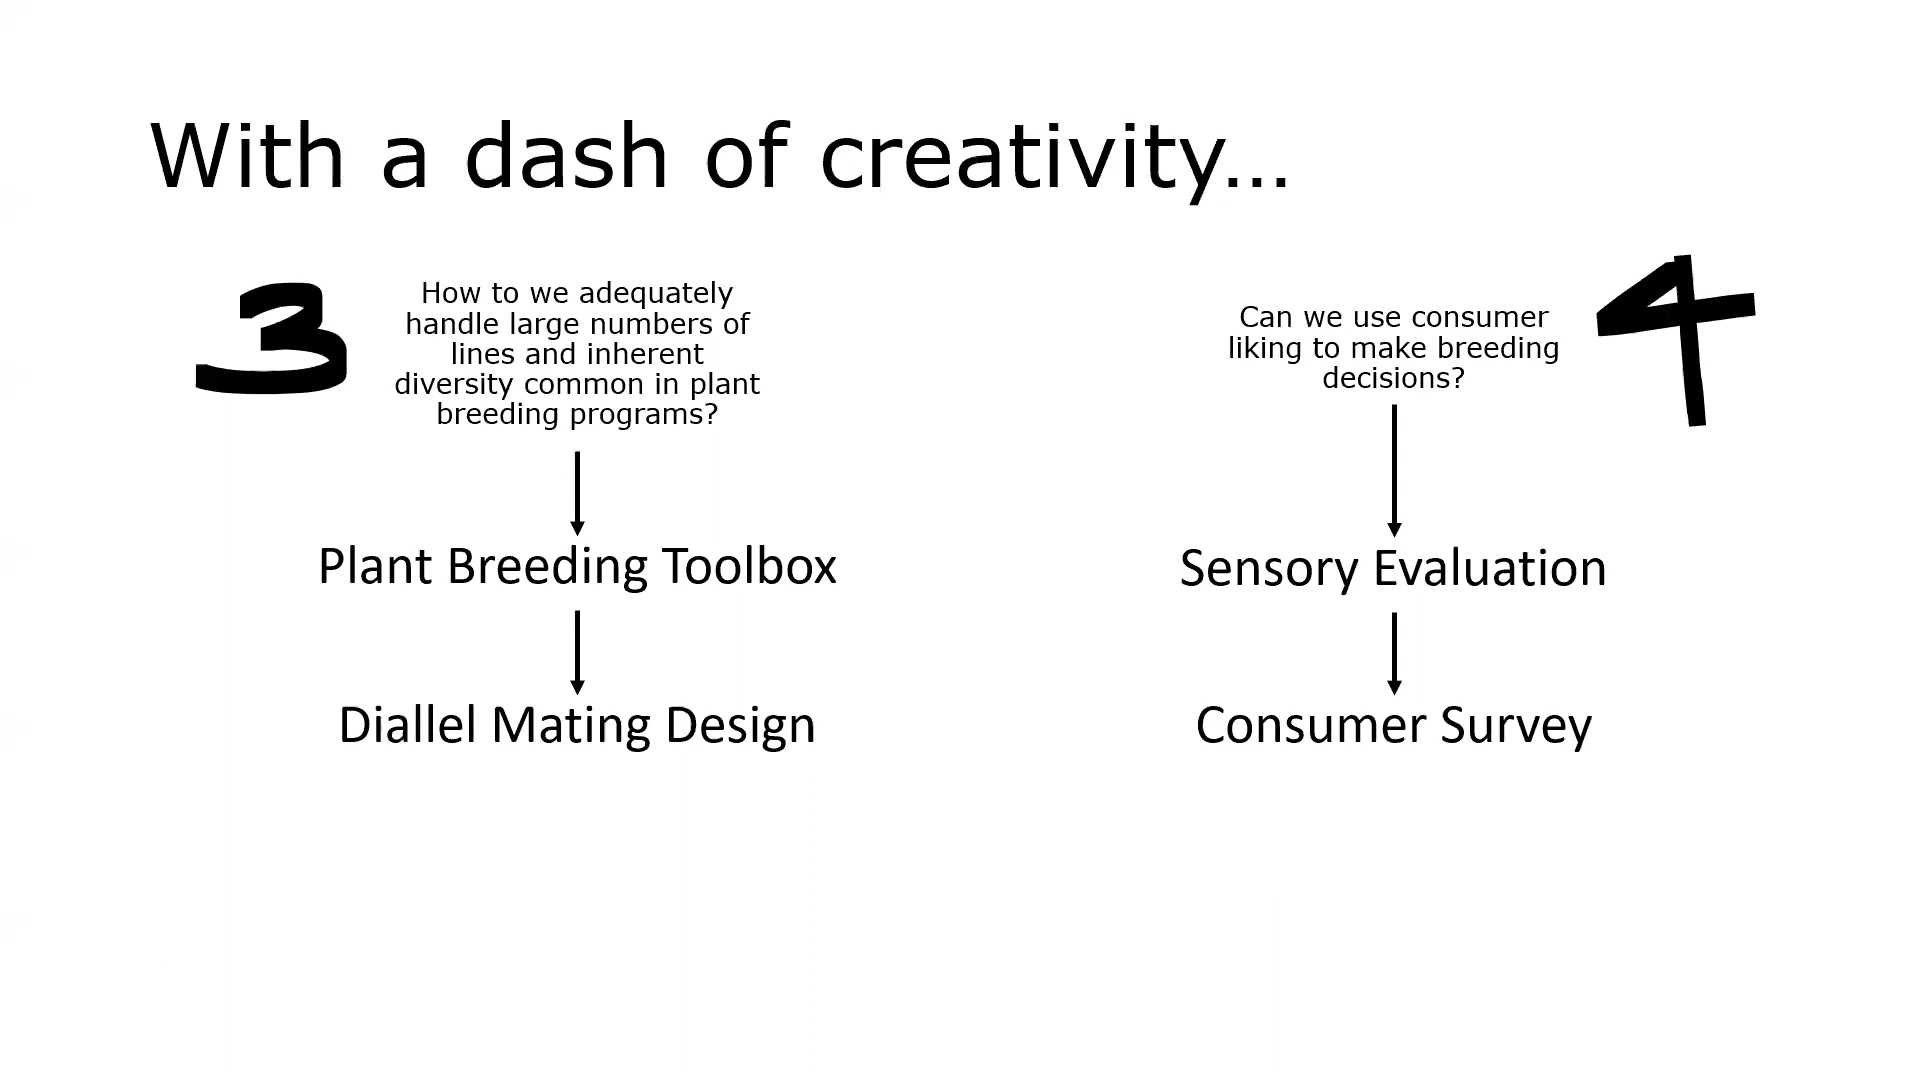 With a dash of creativity...
3
How to we adequately
handle large numbers of
lines and inherent
diversity common in plant
breeding programs?
Plant Breeding Toolbox
Diallel Mating Design
4
Can we use consumer
liking to make breeding
decisions?
Sensory Evaluation
Consumer Survey